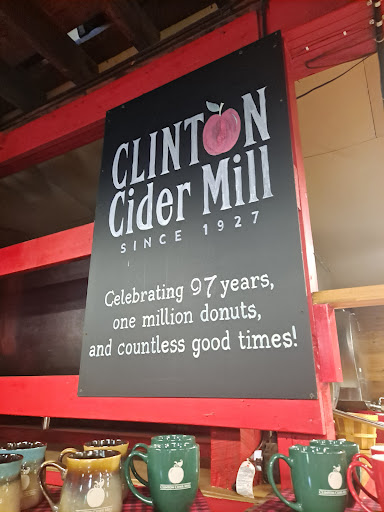 CLINTON
Cider Mill
SINCE 1927
Celebrating 97 years,
one million donuts,
and countless good times!